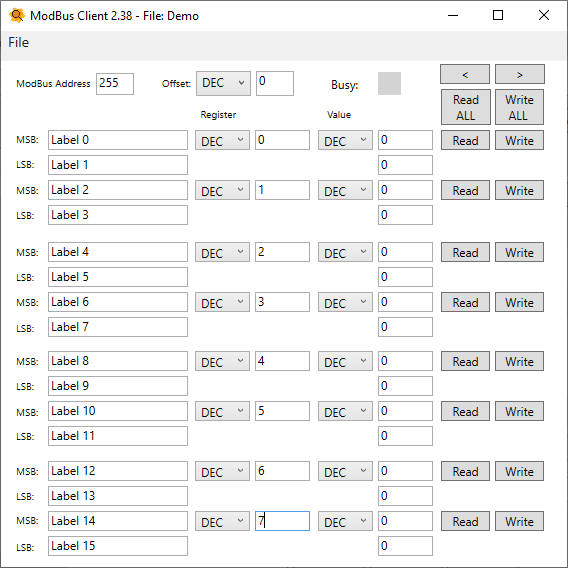 ModBus Client 2.38 - File: Demo
File
< >
ModBus Address 255 Offset: DEC 0 Busy:
Read ALL Write ALL
Register Value
MSB: Label 0 DEC 0 DEC 0 Read Write
LSB: Label 1 0
MSB: Label 2 DEC 1 DEC 0 Read Write
LSB: Label 3 0
MSB: Label 4 DEC 2 DEC 0 Read Write
LSB: Label 5 0
MSB: Label 6 DEC 3 DEC 0 Read Write
LSB: Label 7 0
MSB: Label 8 DEC 4 DEC 0 Read Write
LSB: Label 9 0
MSB: Label 10 DEC 5 DEC 0 Read Write
LSB: Label 11 0
MSB: Label 12 DEC 6 DEC 0 Read Write
LSB: Label 13 0
MSB: Label 14 DEC 7 DEC 0 Read Write
LSB: Label 15 0